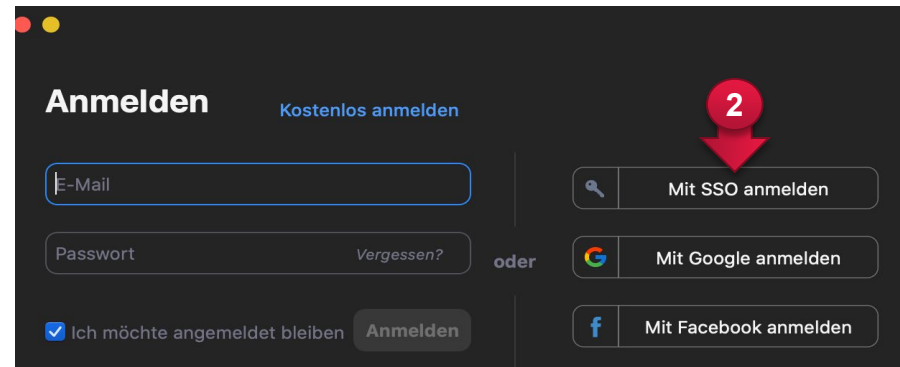 Anmelden
Kostenlos anmelden
2
E-Mail
Passwort
Vergessen?
Ich möchte angemeldet bleiben
Anmelden
oder
Mit SSO anmelden
Mit Google anmelden
Mit Facebook anmelden